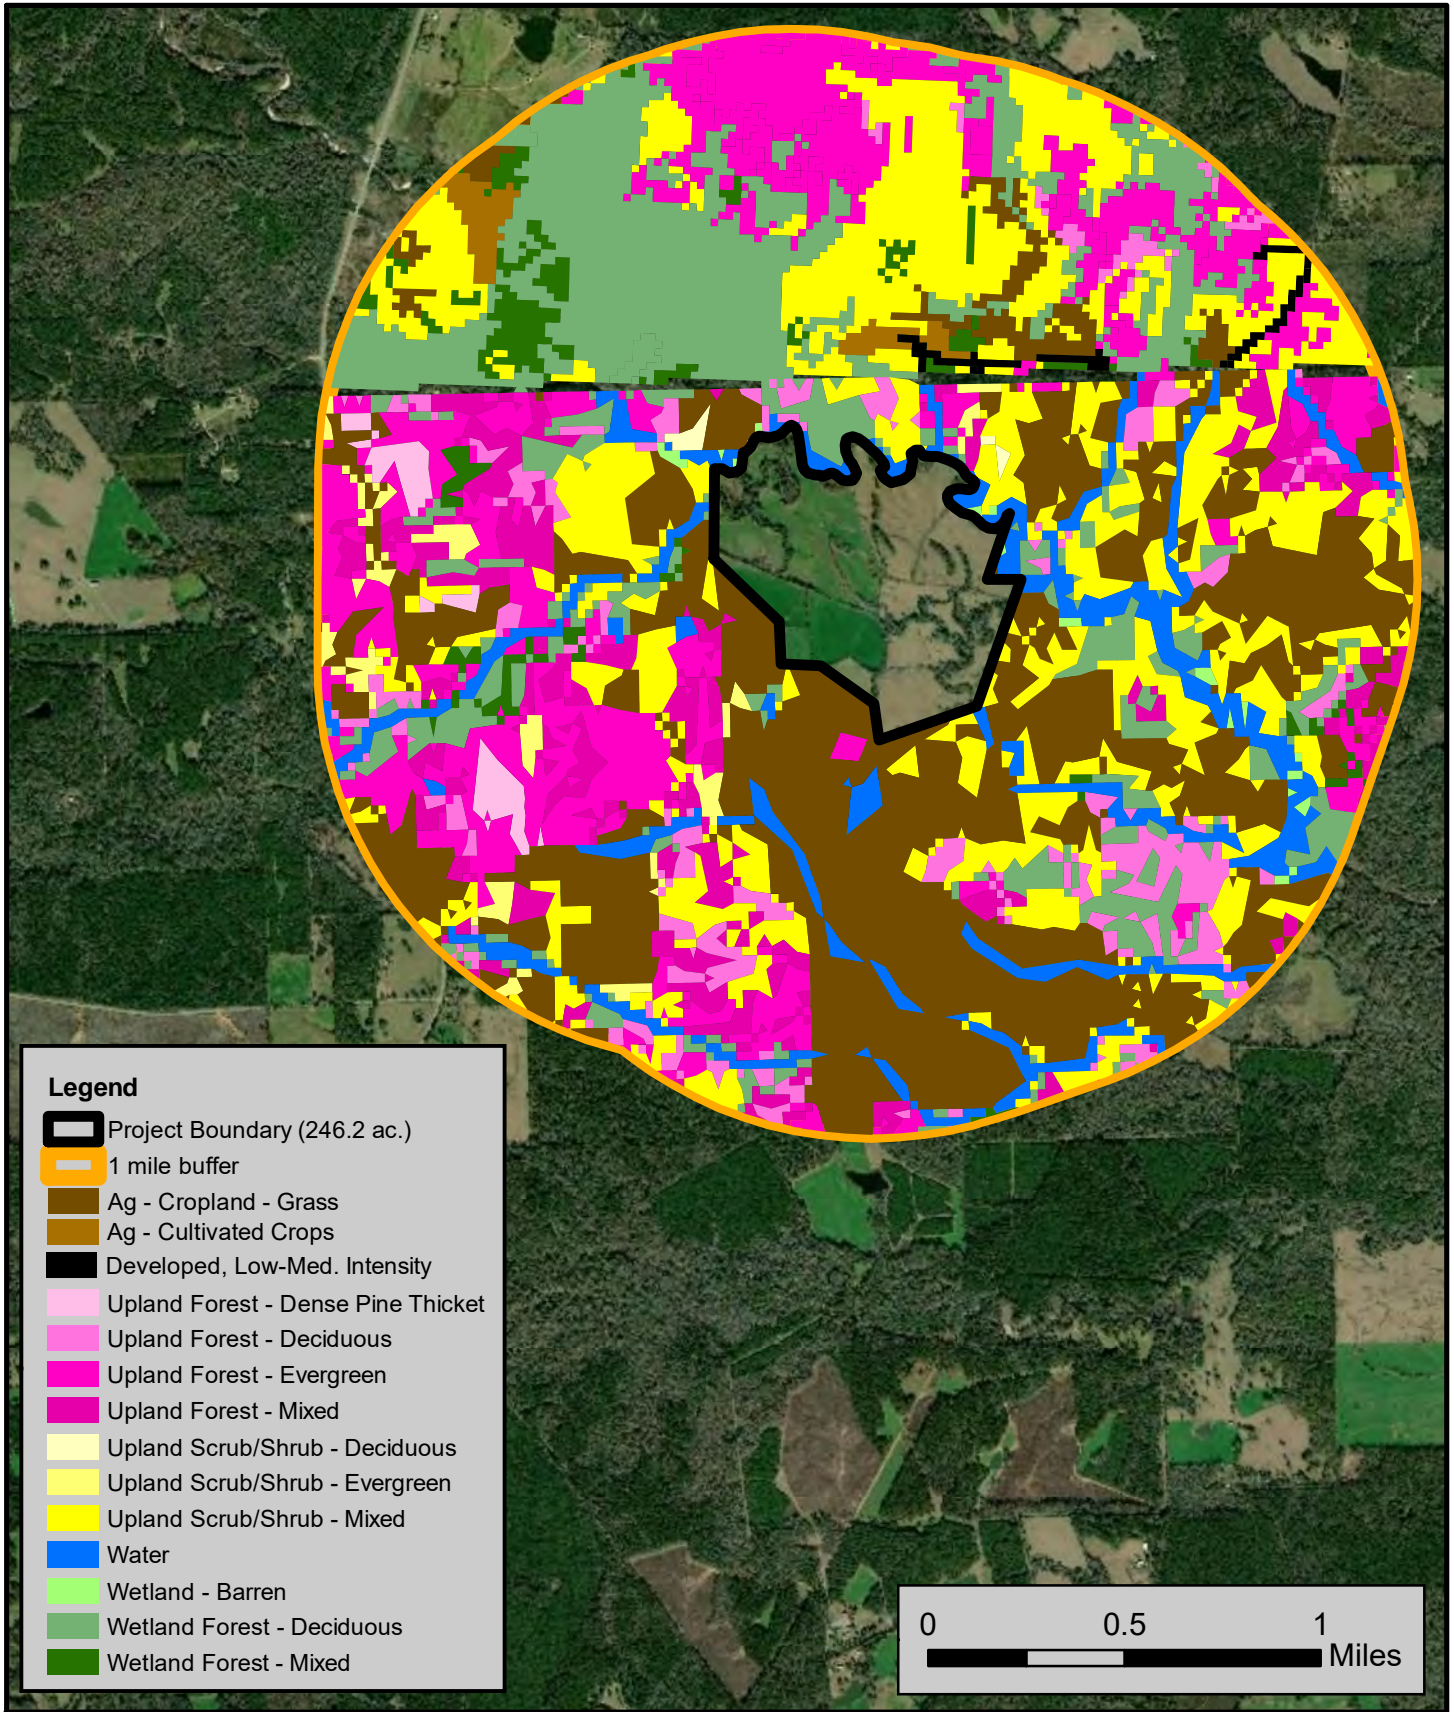 Legend
Project Boundary (246.2 ac.)
1 mile buffer
Ag - Cropland - Grass
Ag - Cultivated Crops
Developed, Low-Med. Intensity
Upland Forest - Dense Pine Thicket
Upland Forest - Deciduous
Upland Forest - Evergreen
Upland Forest - Mixed
Upland Scrub/Shrub - Deciduous
Upland Scrub/Shrub - Evergreen
Upland Scrub/Shrub - Mixed
Water
Wetland - Barren
Wetland Forest - Deciduous
Wetland Forest - Mixed
0 0.5 1
Miles